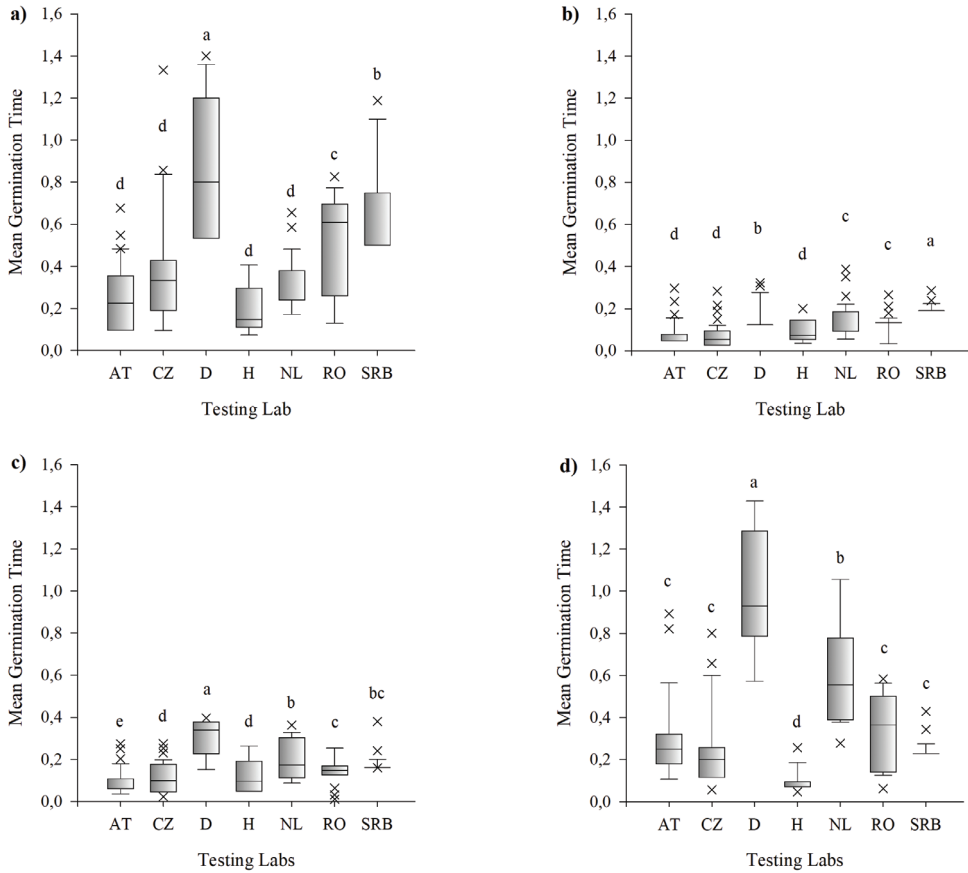 a)
1,6
1,4
1,2
1,0
0,8
0,6
0,4
0,2
0,0
Mean Germination Time
d
d
a
d
d
c
b
AT CZ D H NL RO SRB
Testing Lab
b)
1,6
1,4
1,2
1,0
0,8
0,6
0,4
0,2
0,0
Mean Germination Time
d
d
b
d
c
c
a
AT CZ D H NL RO SRB
Testing Lab
c)
1,6
1,4
1,2
1,0
0,8
0,6
0,4
0,2
0,0
Mean Germination Time
e
d
a
d
b
c
bc
AT CZ D H NL RO SRB
Testing Labs
d)
1,6
1,4
1,2
1,0
0,8
0,6
0,4
0,2
0,0
Mean Germination Time
c
c
a
d
b
c
c
AT CZ D H NL RO SRB
Testing Labs